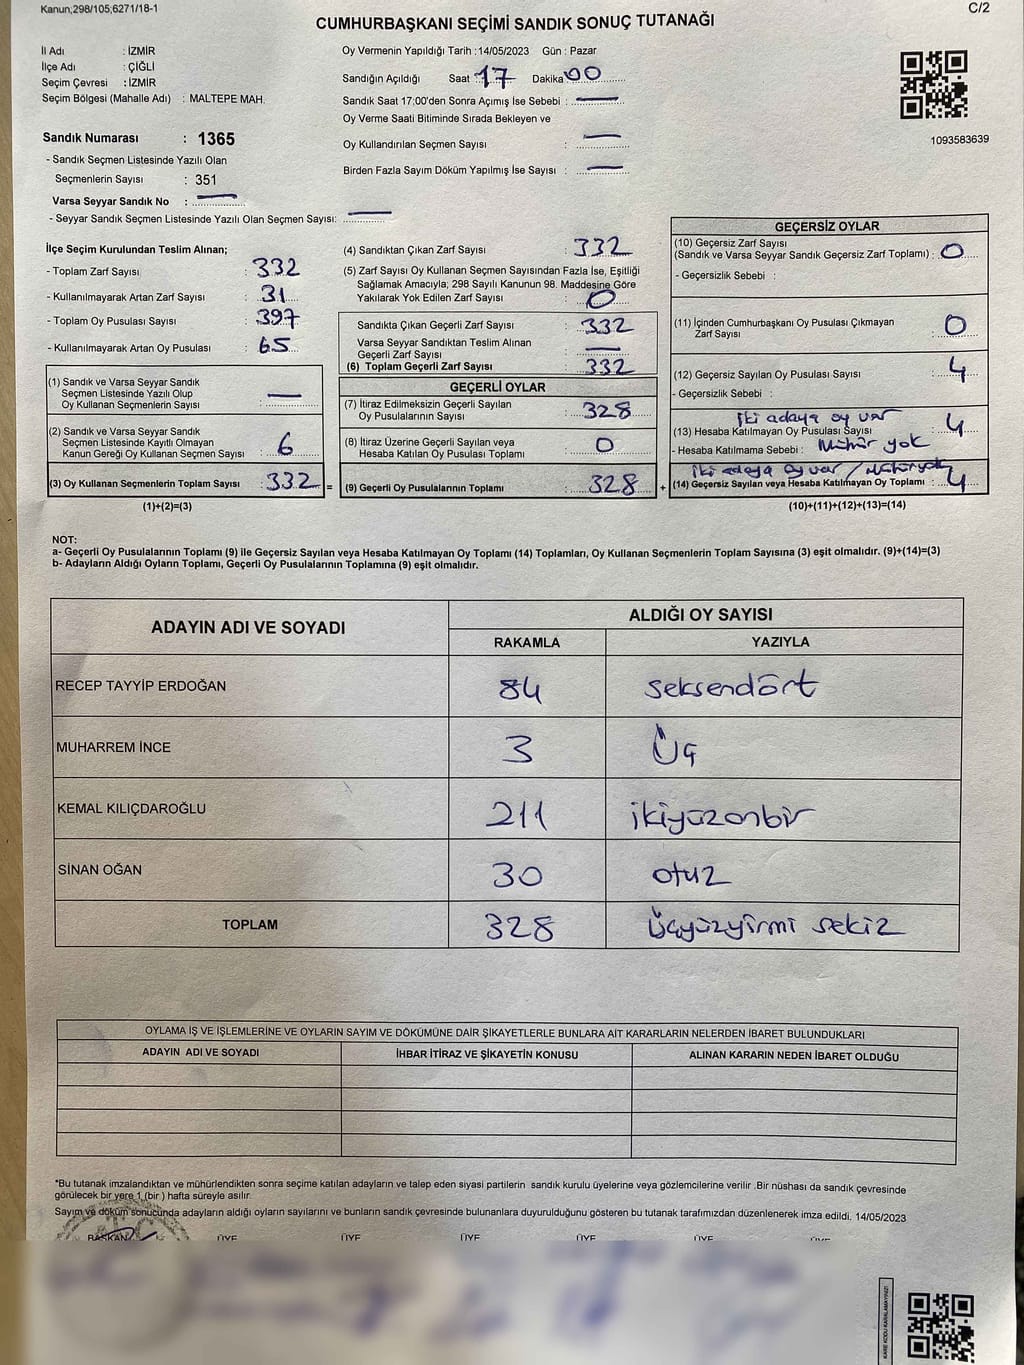 Kanun;298/105;6271/18-1
C/2
CUMHURBAŞKANI SEÇİMİ SANDIK SONUÇ TUTANAĞI
İl Adı : İZMİR
İlçe Adı : ÇİĞLİ
Seçim Çevresi : İZMİR
Seçim Bölgesi (Mahalle Adı) : MALTEPE MAH.
Sandık Numarası : 1365
- Sandık Seçmen Listesinde Yazılı Olan
Seçmenlerin Sayısı : 351
Varsa Seyyar Sandık No : —
- Seyyar Sandık Seçmen Listesinde Yazılı Olan Seçmen Sayısı: —
Oy Vermenin Yapıldığı Tarih :14/05/2023 Gün : Pazar
Sandığın Açıldığı Saat 17 Dakika 00
Sandık Saat 17:00'den Sonra Açımış İse Sebebi : —
Oy Verme Saati Bitiminde Sırada Bekleyen ve
Oy Kullandırılan Seçmen Sayısı : —
Birden Fazla Sayım Döküm Yapılmış İse Sayısı : —
1093583639
İlçe Seçim Kurulundan Teslim Alınan;
- Toplam Zarf Sayısı : 332
- Kullanılmayarak Artan Zarf Sayısı : 31
- Toplam Oy Pusulası Sayısı : 397
- Kullanılmayarak Artan Oy Pusulası : 65
(1) Sandık ve Varsa Seyyar Sandık
Seçmen Listesinde Yazılı Olup
Oy Kullanan Seçmenlerin Sayısı : —
(2) Sandık ve Varsa Seyyar Sandık
Seçmen Listesinde Kayıtlı Olmayan
Kanun Gereği Oy Kullanan Seçmen Sayısı : 6
(3) Oy Kullanan Seçmenlerin Toplam Sayısı : 332 =
(1)+(2)=(3)
(4) Sandıktan Çıkan Zarf Sayısı : 332
(5) Zarf Sayısı Oy Kullanan Seçmen Sayısından Fazla İse, Eşitliği
Sağlamak Amacıyla; 298 Sayılı Kanunun 98. Maddesine Göre
Yakılarak Yok Edilen Zarf Sayısı : 0
Sandıkta Çıkan Geçerli Zarf Sayısı : 332
Varsa Seyyar Sandıktan Teslim Alınan
Geçerli Zarf Sayısı : —
(6) Toplam Geçerli Zarf Sayısı : 332
GEÇERLİ OYLAR
(7) İtiraz Edilmeksizin Geçerli Sayılan
Oy Pusulalarının Sayısı : 328
(8) İtiraz Üzerine Geçerli Sayılan veya
Hesaba Katılan Oy Pusulası Toplamı : 0
(9) Geçerli Oy Pusulalarının Toplamı : 328 +
GEÇERSİZ OYLAR
(10) Geçersiz Zarf Sayısı
(Sandık ve Varsa Seyyar Sandık Geçersiz Zarf Toplamı) : 0
- Geçersizlik Sebebi :
(11) İçinden Cumhurbaşkanı Oy Pusulası Çıkmayan
Zarf Sayısı : 0
(12) Geçersiz Sayılan Oy Pusulası Sayısı : 4
- Geçersizlik Sebebi :
iki adaya oy var
(13) Hesaba Katılmayan Oy Pusulası Sayısı : 4
- Hesaba Katılmama Sebebi : Mühür yok
iki adaya oy var / Mühür yok
(14) Geçersiz Sayılan veya Hesaba Katılmayan Oy Toplamı : 4
(10)+(11)+(12)+(13)=(14)
NOT:
a- Geçerli Oy Pusulalarının Toplamı (9) ile Geçersiz Sayılan veya Hesaba Katılmayan Oy Toplamı (14) Toplamları, Oy Kullanan Seçmenlerin Toplam Sayısına (3) eşit olmalıdır. (9)+(14)=(3)
b- Adayların Aldığı Oyların Toplamı, Geçerli Oy Pusulalarının Toplamına (9) eşit olmalıdır.
ADAYIN ADI VE SOYADI
ALDIĞI OY SAYISI
RAKAMLA YAZIYLA
RECEP TAYYİP ERDOĞAN 84 seksendört
MUHARREM İNCE 3 Üç
KEMAL KILIÇDAROĞLU 211 ikiyüzonbir
SİNAN OĞAN 30 otuz
TOPLAM 328 Üçyüzyirmi sekiz
OYLAMA İŞ VE İŞLEMLERİNE VE OYLARIN SAYIM VE DÖKÜMÜNE DAİR ŞİKAYETLERLE BUNLARA AİT KARARLARIN NELERDEN İBARET BULUNDUKLARI
ADAYIN ADI VE SOYADI İHBAR İTİRAZ VE ŞİKAYETİN KONUSU ALINAN KARARIN NEDEN İBARET OLDUĞU
*Bu tutanak imzalandıktan ve mühürlendikten sonra seçime katılan adayların ve talep eden siyasi partilerin sandık kurulu üyelerine veya gözlemcilerine verilir .Bir nüshası da sandık çevresinde
görülecek bir yere 1 (bir ) hafta süreyle asılır.
Sayım ve döküm sonucunda adayların aldığı oyların sayılarını ve bunların sandık çevresinde bulunanlara duyurulduğunu gösteren bu tutanak tarafımızdan düzenlenerek imza edildi. 14/05/2023
BAŞKAN ÜYE ÜYE ÜYE ÜYE ÜYE ÜYE
KARE KODU KARALAMAYINIZ!